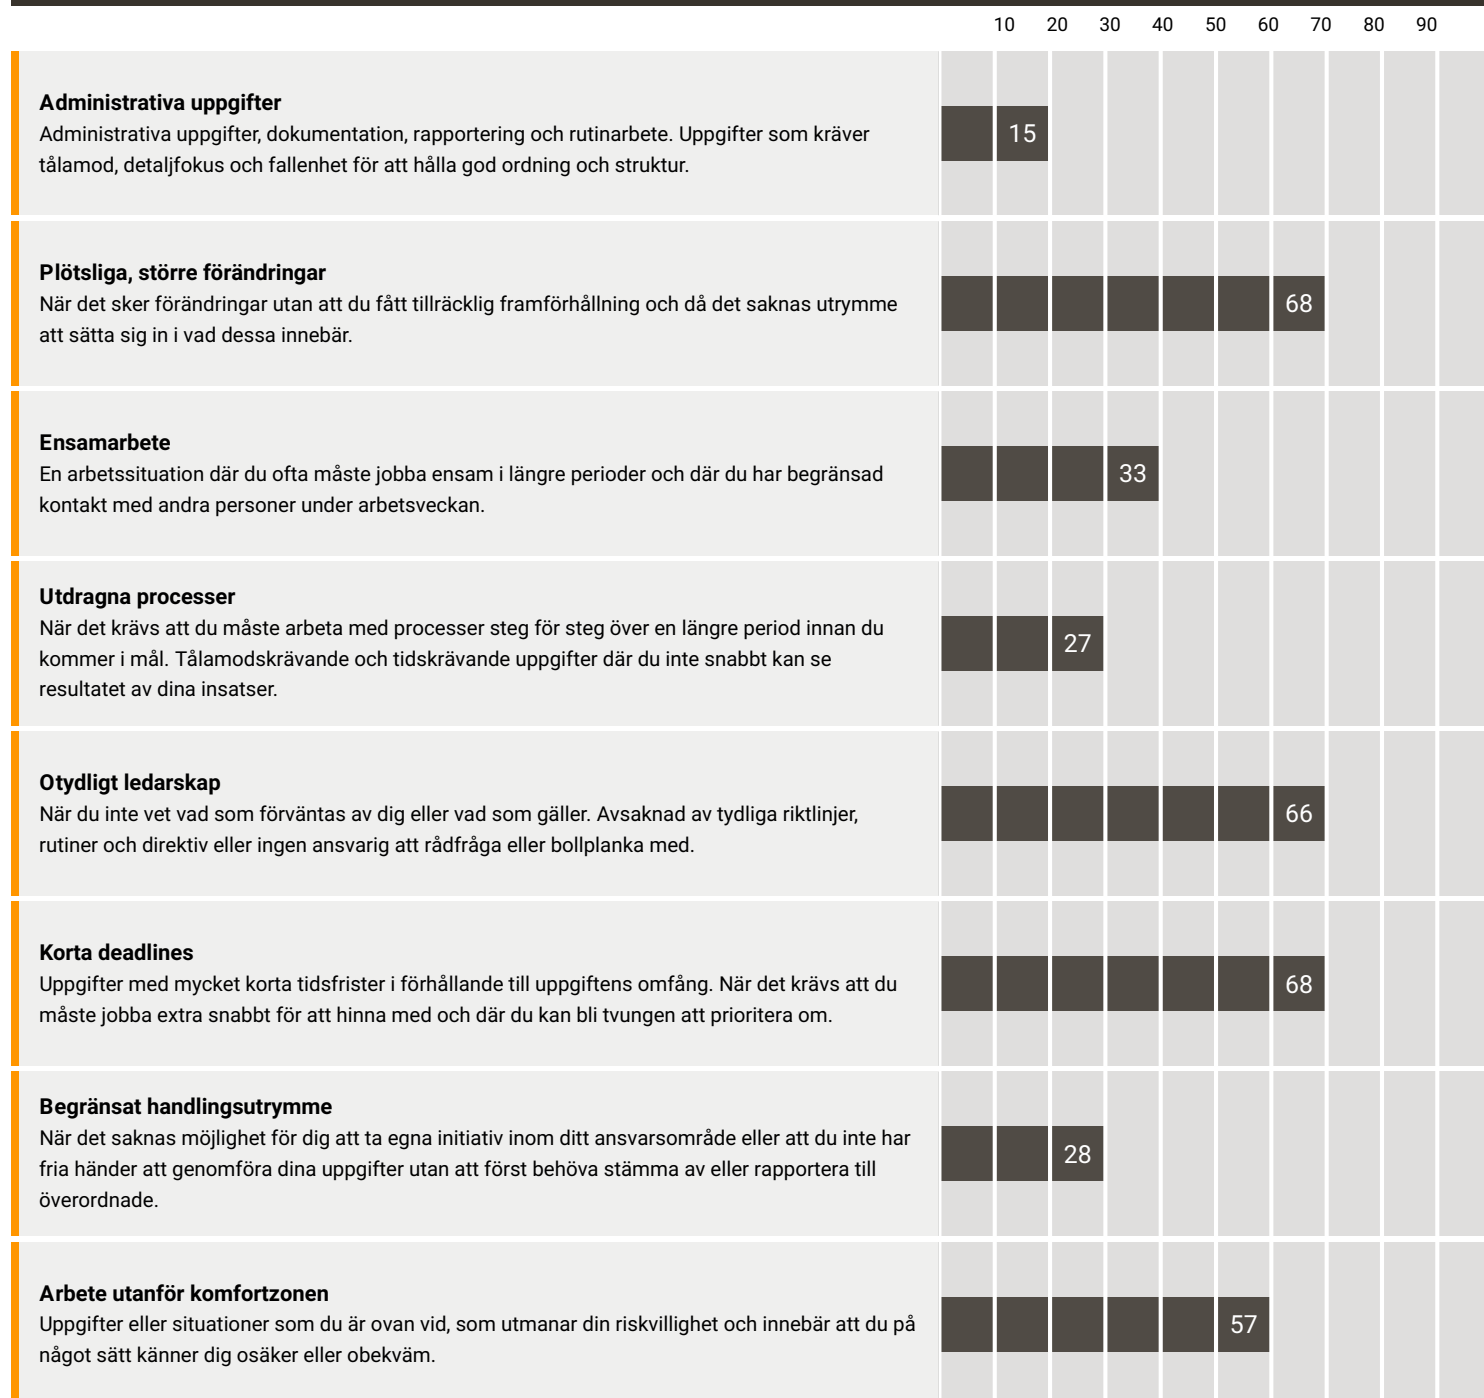 10 20 30 40 50 60 70 80 90
Administrativa uppgifter
Administrativa uppgifter, dokumentation, rapportering och rutinarbete. Uppgifter som kräver
tålamod, detaljfokus och fallenhet för att hålla god ordning och struktur.
15
Plötsliga, större förändringar
När det sker förändringar utan att du fått tillräcklig framförhållning och då det saknas utrymme
att sätta sig in i vad dessa innebär.
68
Ensamarbete
En arbetssituation där du ofta måste jobba ensam i längre perioder och där du har begränsad
kontakt med andra personer under arbetsveckan.
33
Utdragna processer
När det krävs att du måste arbeta med processer steg för steg över en längre period innan du
kommer i mål. Tålamodskrävande och tidskrävande uppgifter där du inte snabbt kan se
resultatet av dina insatser.
27
Otydligt ledarskap
När du inte vet vad som förväntas av dig eller vad som gäller. Avsaknad av tydliga riktlinjer,
rutiner och direktiv eller ingen ansvarig att rådfråga eller bollplanka med.
66
Korta deadlines
Uppgifter med mycket korta tidsfrister i förhållande till uppgiftens omfång. När det krävs att du
måste jobba extra snabbt för att hinna med och där du kan bli tvungen att prioritera om.
68
Begränsat handlingsutrymme
När det saknas möjlighet för dig att ta egna initiativ inom ditt ansvarsområde eller att du inte har
fria händer att genomföra dina uppgifter utan att först behöva stämma av eller rapportera till
överordnade.
28
Arbete utanför komfortzonen
Uppgifter eller situationer som du är ovan vid, som utmanar din riskvillighet och innebär att du på
något sätt känner dig osäker eller obekväm.
57